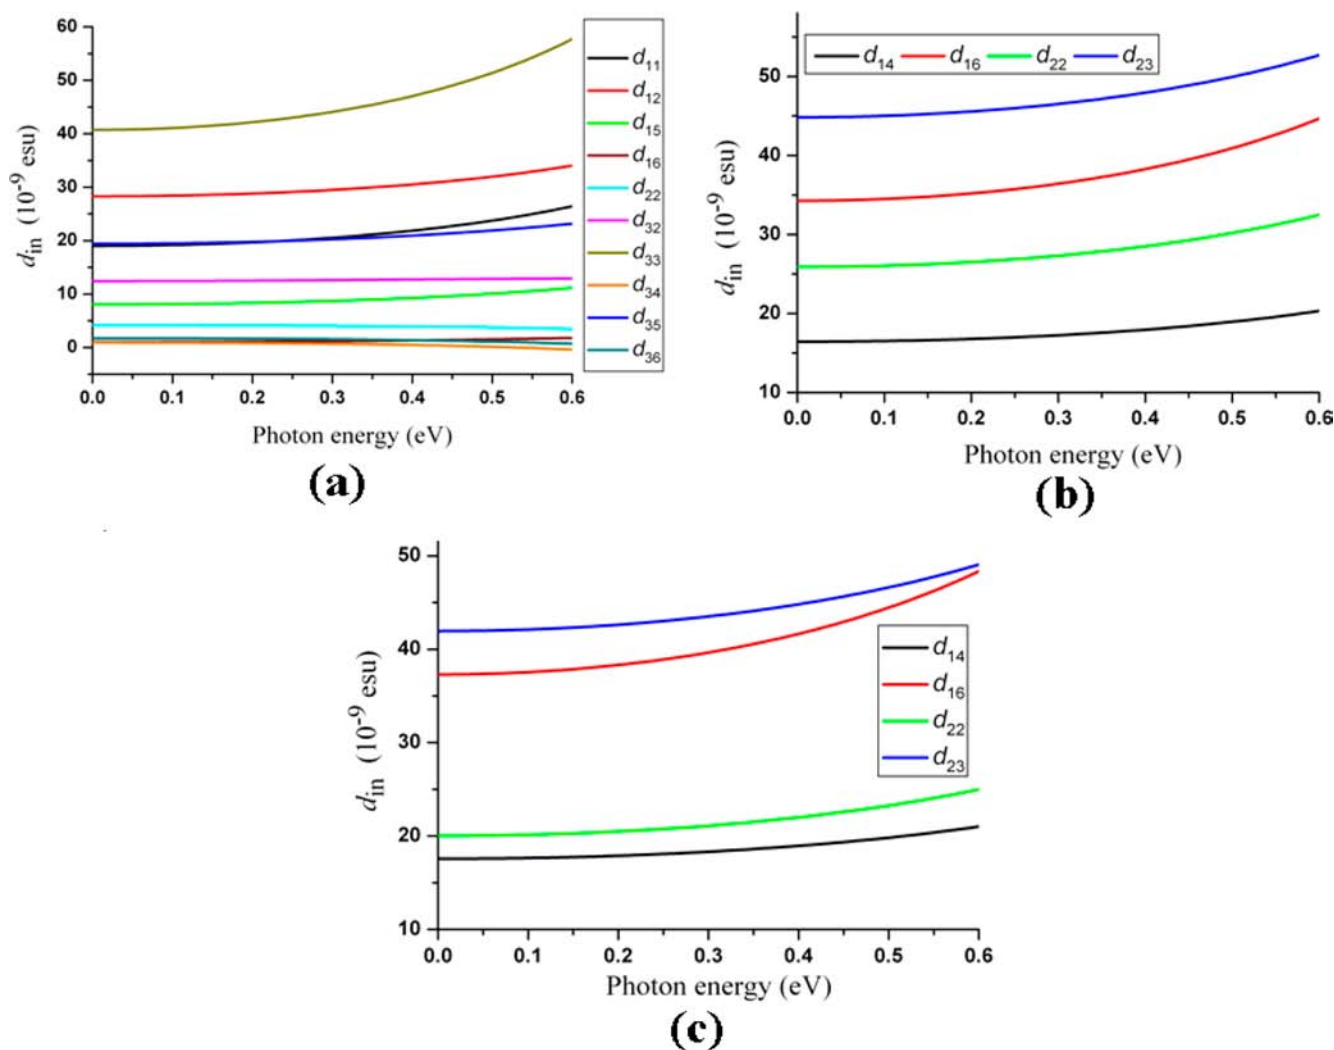 60
50
40
30
20
10
0
d_in (10^-9 esu)
0.0 0.1 0.2 0.3 0.4 0.5 0.6
Photon energy (eV)
d11
d12
d15
d16
d22
d32
d33
d34
d35
d36
(a)
50
40
30
20
10
d_in (10^-9 esu)
d14 d16 d22 d23
0.0 0.1 0.2 0.3 0.4 0.5 0.6
Photon energy (eV)
(b)
50
40
30
20
10
d_in (10^-9 esu)
d14
d16
d22
d23
0.0 0.1 0.2 0.3 0.4 0.5 0.6
Photon energy (eV)
(c)